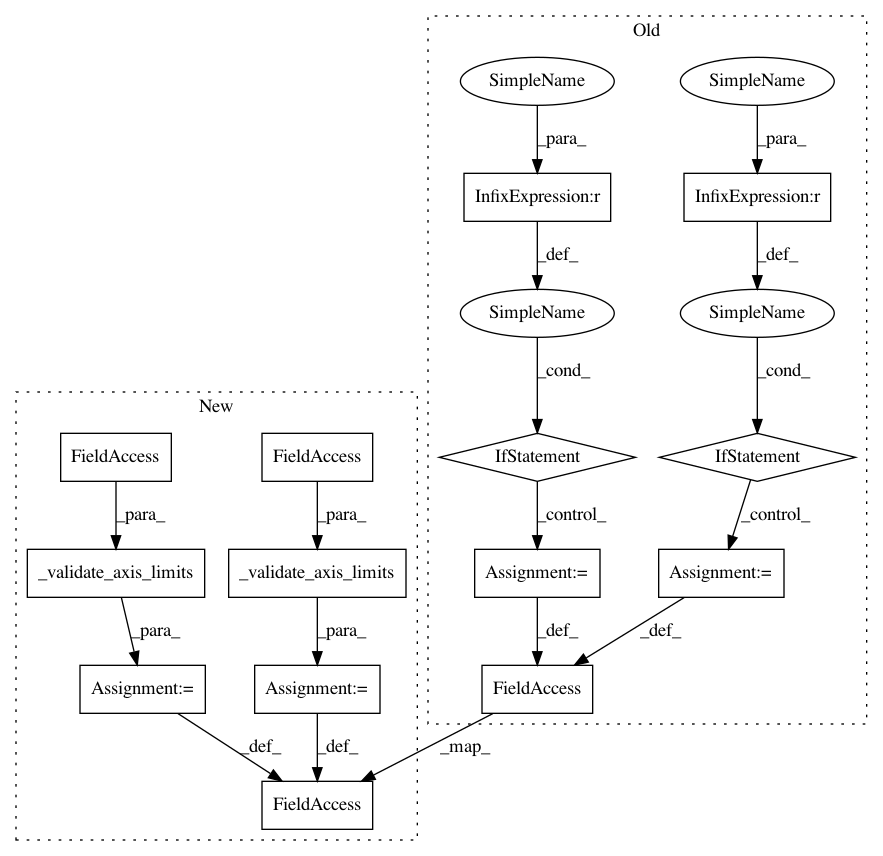 Old
SimpleName
SimpleName
_para_
_para_
InfixExpression:r
InfixExpression:r
_def_
_def_
SimpleName
SimpleName
_cond_
_cond_
New
FieldAccess
FieldAccess
IfStatement
IfStatement
_para_
_para_
_control_
_control_
_validate_axis_limits
_validate_axis_limits
Assignment:=
Assignment:=
_para_
_para_
_def_
_def_
Assignment:=
Assignment:=
FieldAccess
_def_
_def_
_map_
FieldAccess